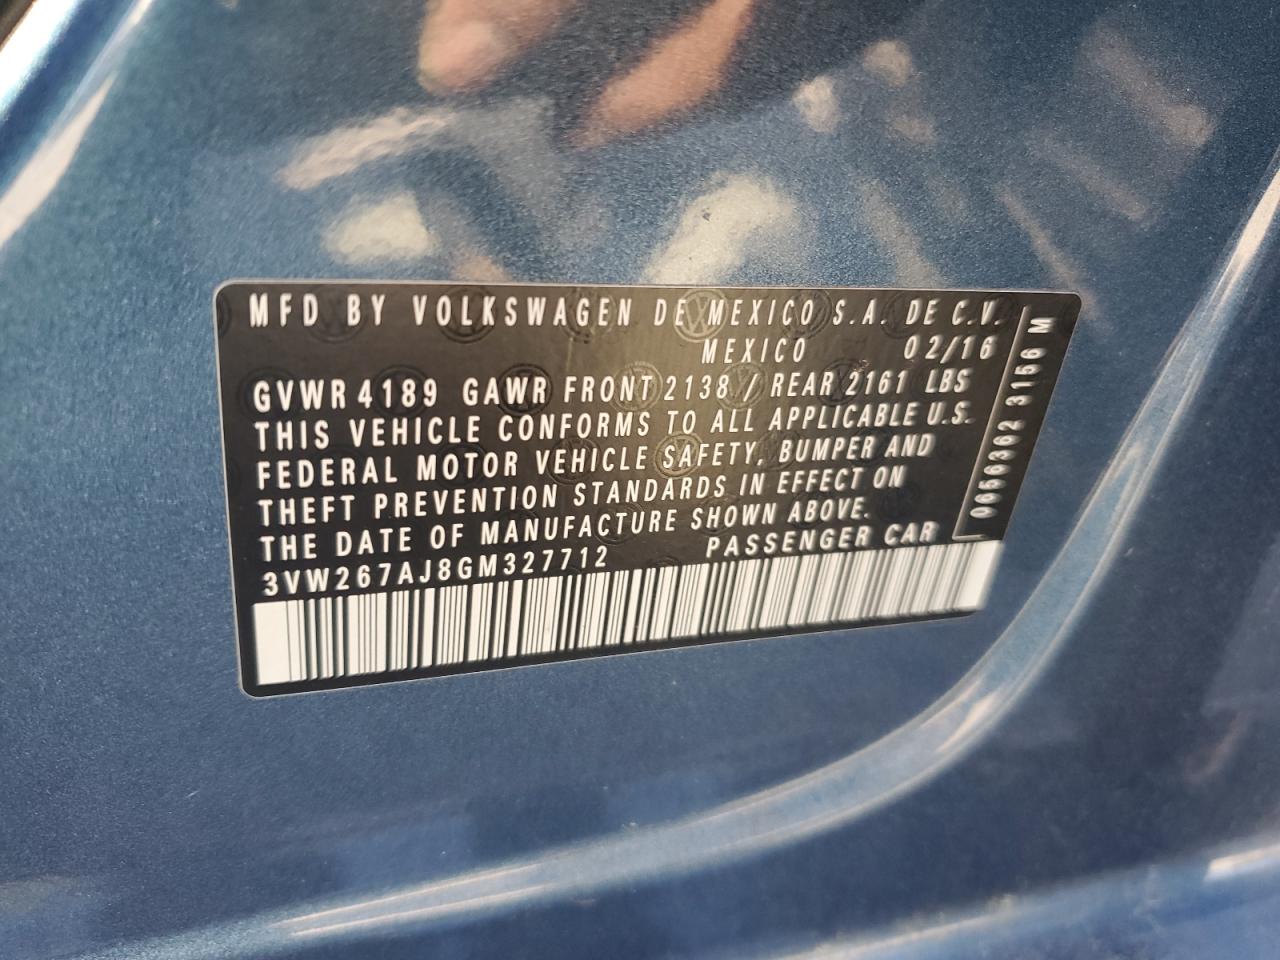 MFD BY VOLKSWAGEN DE MEXICO S.A. DE C.V.
MEXICO 02/16
GVWR 4189 GAWR FRONT 2138 / REAR 2161 LBS
THIS VEHICLE CONFORMS TO ALL APPLICABLE U.S.
FEDERAL MOTOR VEHICLE SAFETY, BUMPER AND
THEFT PREVENTION STANDARDS IN EFFECT ON
THE DATE OF MANUFACTURE SHOWN ABOVE.
3VW267AJ8GM327712 PASSENGER CAR
3156 M